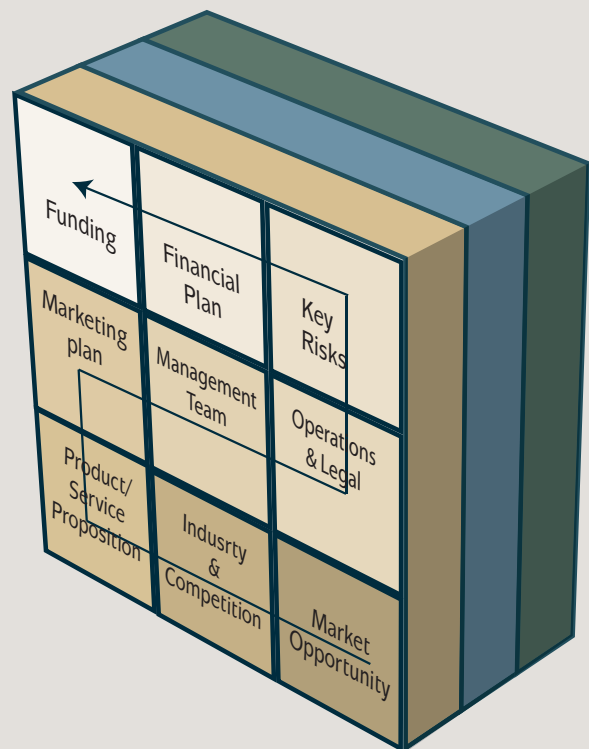 Funding
Financial
Plan
Key
Risks
Marketing
plan
Management
Team
Operations
& Legal
Product/
Service
Proposition
Indusrty
&
Competition
Market
Opportunity